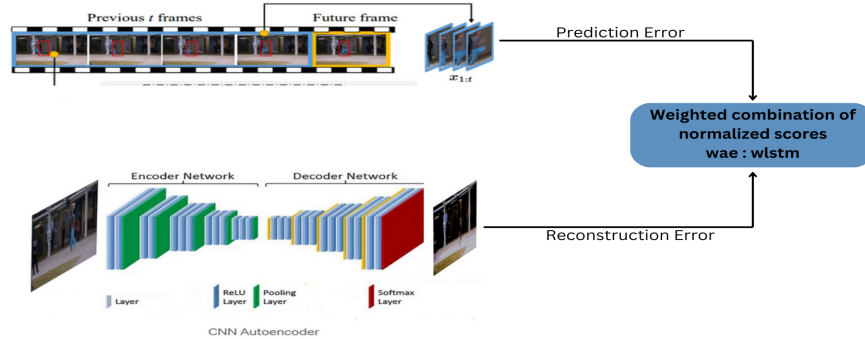 Previous t frames
Future frame
x1:t
Prediction Error
Weighted combination of
normalized scores
wae : wlstm
Encoder Network
Decoder Network
Reconstruction Error
Layer
ReLU
Layer
Pooling
Layer
Softmax
Layer
CNN Autoencoder